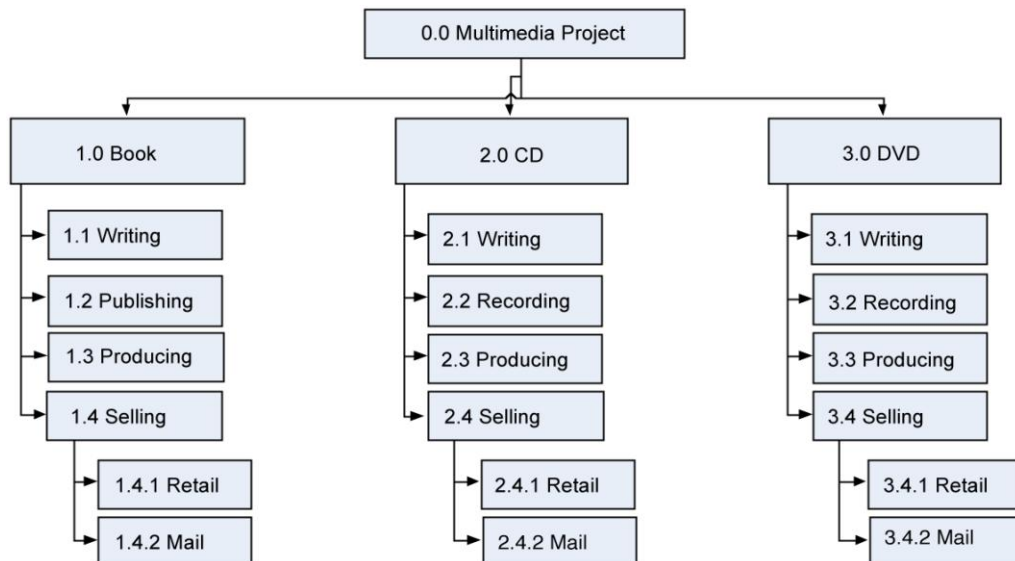 0.0 Multimedia Project
1.0 Book
2.0 CD
3.0 DVD
1.1 Writing
1.2 Publishing
1.3 Producing
1.4 Selling
1.4.1 Retail
1.4.2 Mail
2.1 Writing
2.2 Recording
2.3 Producing
2.4 Selling
2.4.1 Retail
2.4.2 Mail
3.1 Writing
3.2 Recording
3.3 Producing
3.4 Selling
3.4.1 Retail
3.4.2 Mail